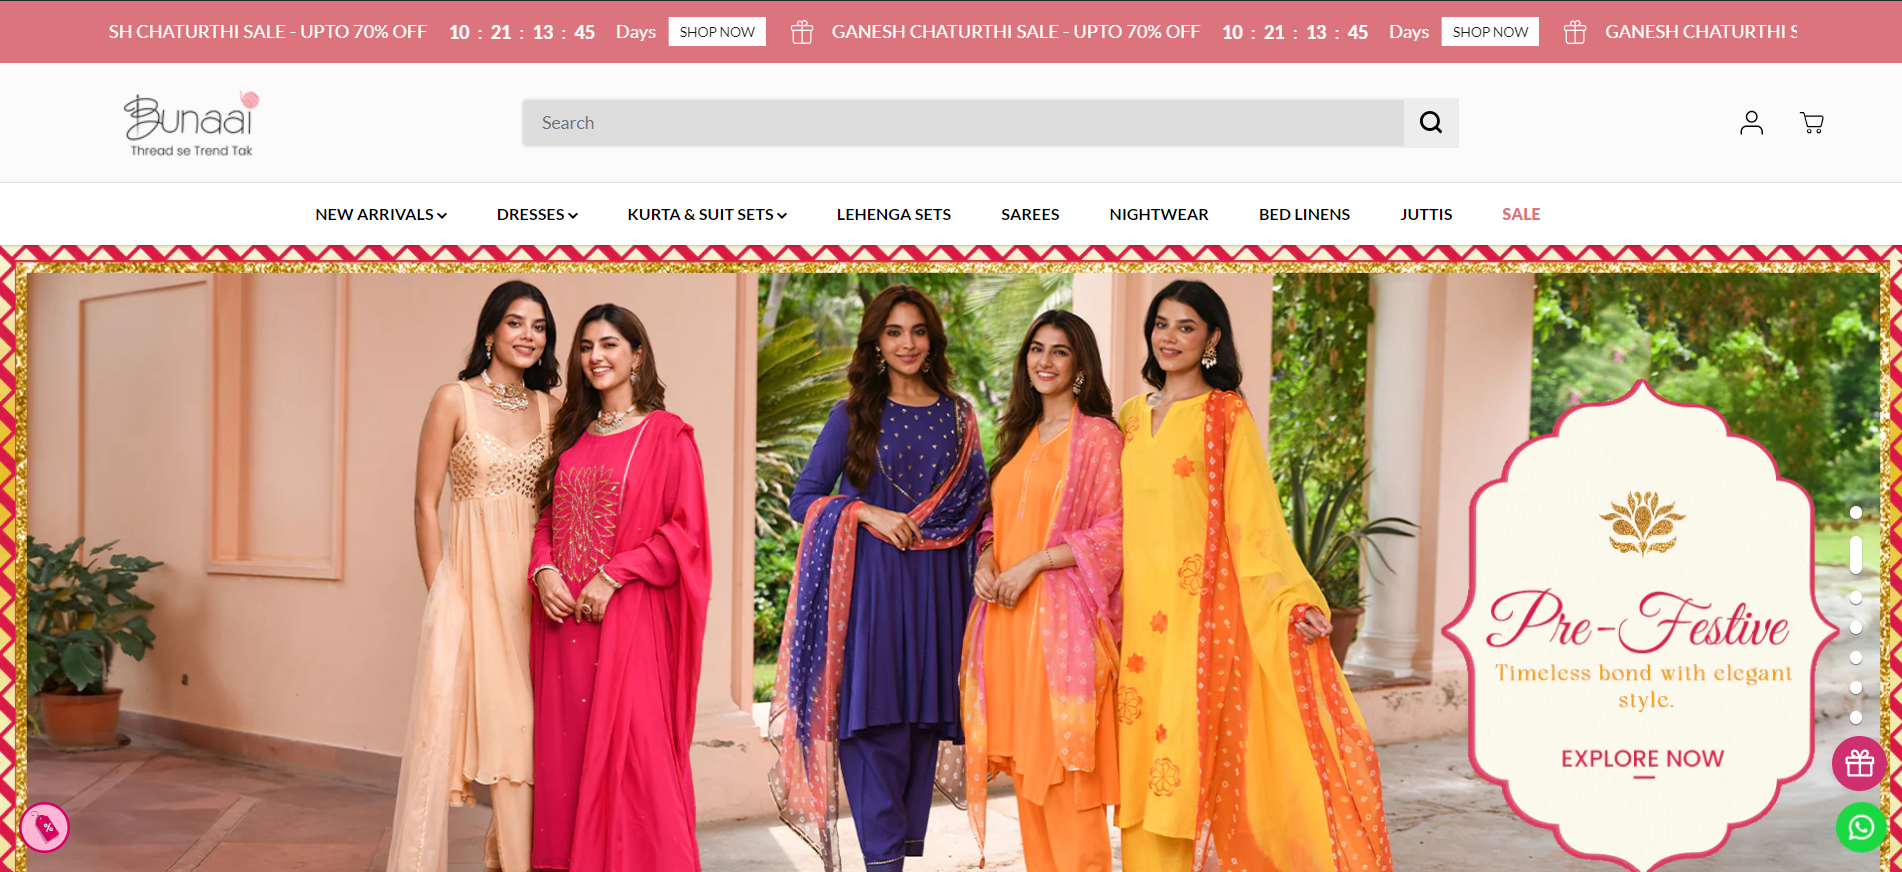 SH CHATURTHI SALE - UPTO 70% OFF 10 : 21 : 13 : 45 Days SHOP NOW GANESH CHATURTHI SALE - UPTO 70% OFF 10 : 21 : 13 : 45 Days SHOP NOW GANESH CHATURTHI S
Bunaai
Thread se Trend Tak
Search
NEW ARRIVALS DRESSES KURTA & SUIT SETS LEHENGA SETS SAREES NIGHTWEAR BED LINENS JUTTIS SALE
Pre-Festive
Timeless bond with elegant
style.
EXPLORE NOW
%